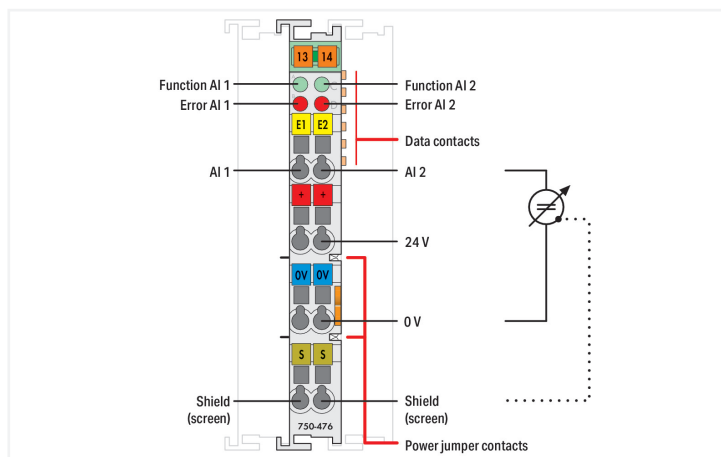 13 14
Function AI 1
Function AI 2
C
Error AI 1
Error AI 2
D
E1 E2
Data contacts
AI 1
AI 2
+ +
24 V
0V 0V
0 V
S S
Shield
(screen)
Shield
(screen)
750-476
Power jumper contacts